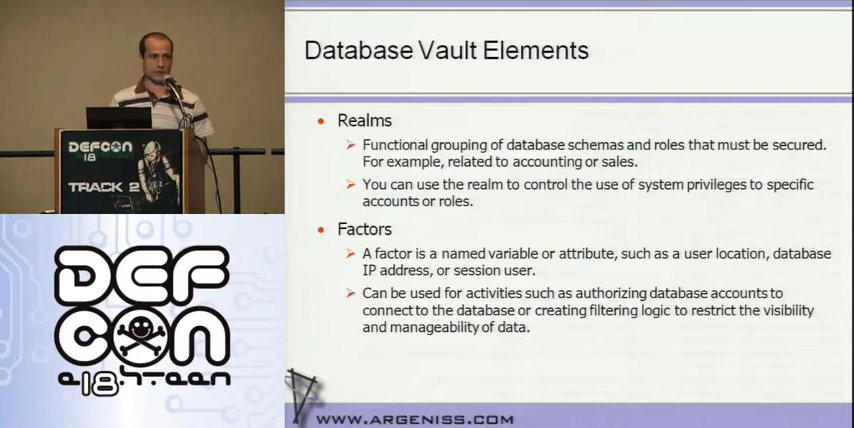 DEFCON
18
TRACK 2
DEF
CON
e18hteen
Database Vault Elements
Realms
Functional grouping of database schemas and roles that must be secured.
For example, related to accounting or sales.
You can use the realm to control the use of system privileges to specific
accounts or roles.
Factors
A factor is a named variable or attribute, such as a user location, database
IP address, or session user.
Can be used for activities such as authorizing database accounts to
connect to the database or creating filtering logic to restrict the visibility
and manageability of data.
WWW.ARGENISS.COM